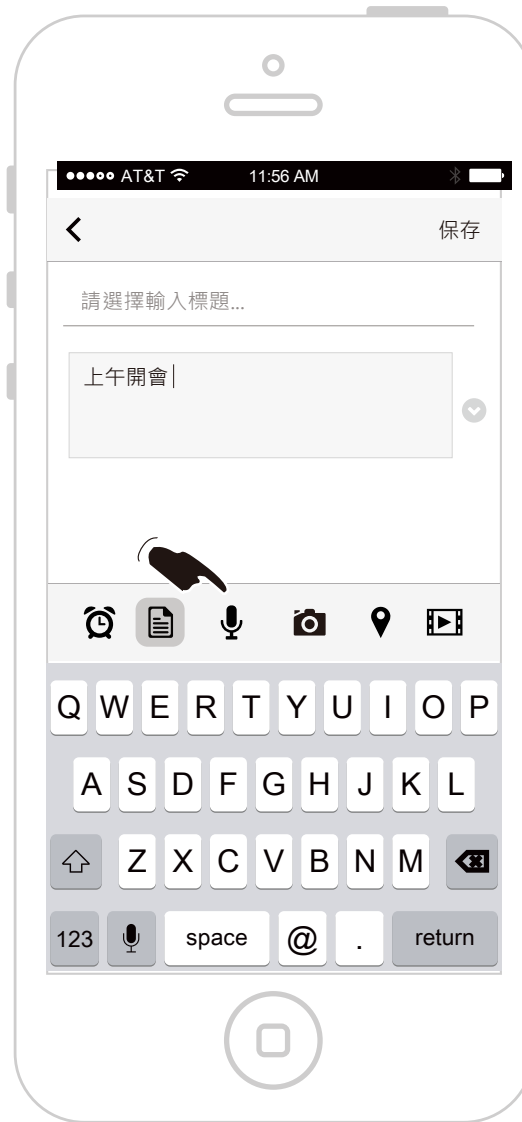 AT&T 11:56 AM
保存
請選擇輸入標題...
上午開會
Q W E R T Y U I O P
A S D F G H J K L
Z X C V B N M
123 space @ . return